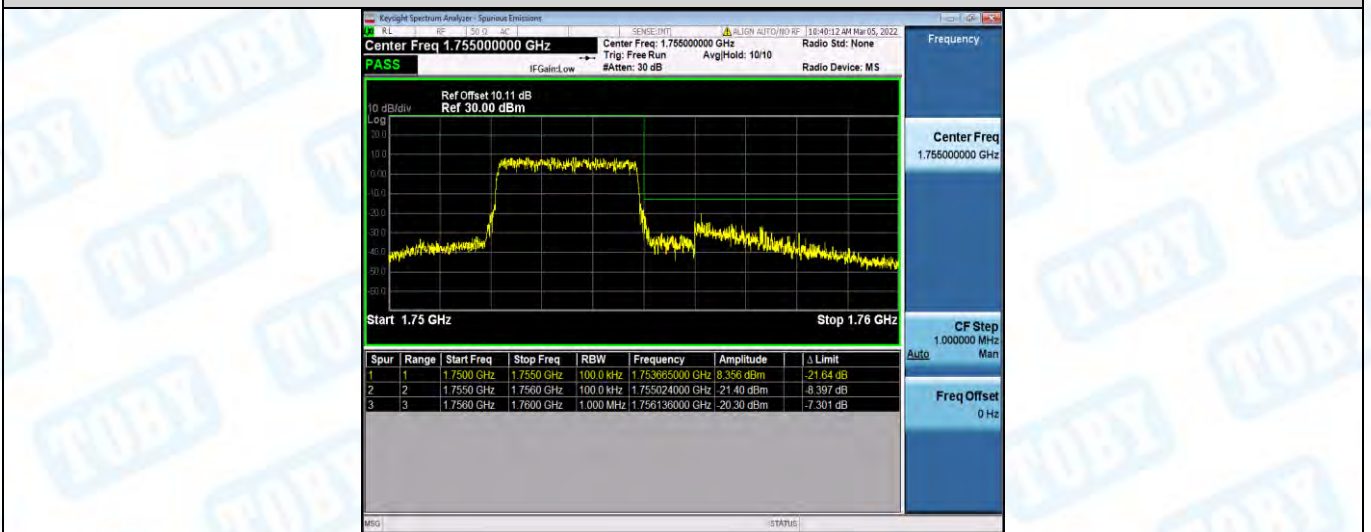 Keysight Spectrum Analyzer - Spurious Emissions
RL RF 50 Ω AC SENSE:INT ALIGN AUTO/NO RF 10:40:12 AM Mar 05, 2022
Center Freq 1.755000000 GHz
Center Freq: 1.755000000 GHz
Radio Std: None
Trig: Free Run Avg|Hold: 10/10
PASS
IFGain:Low
#Atten: 30 dB
Radio Device: MS
Ref Offset 10.11 dB
10 dB/div Ref 30.00 dBm
Log
20.0
10.0
0.00
-10.0
-20.0
-30.0
-40.0
-50.0
-60.0
Start 1.75 GHz Stop 1.76 GHz
Spur Range Start Freq Stop Freq RBW Frequency Amplitude Δ Limit
1 1 1.7500 GHz 1.7550 GHz 100.0 kHz 1.753665000 GHz 8.356 dBm -21.64 dB
2 2 1.7550 GHz 1.7560 GHz 100.0 kHz 1.755024000 GHz -21.40 dBm -8.397 dB
3 3 1.7560 GHz 1.7600 GHz 1.000 MHz 1.756136000 GHz -20.30 dBm -7.301 dB
MSG STATUS
Frequency
Center Freq
1.755000000 GHz
CF Step
1.000000 MHz
Auto Man
Freq Offset
0 Hz
TOBY
TOBY
TOBY
TOBY
TOBY
TOBY
TOBY